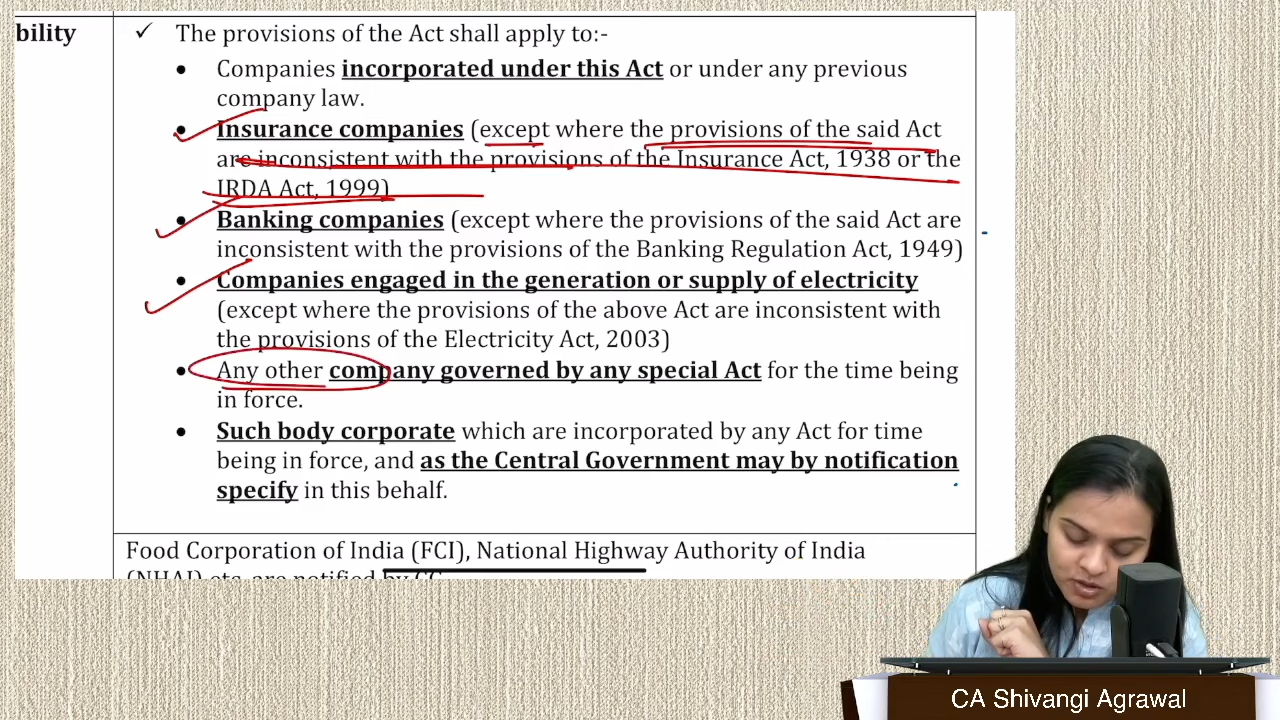 bility
✓ The provisions of the Act shall apply to:-
• Companies incorporated under this Act or under any previous
company law.
• Insurance companies (except where the provisions of the said Act
are inconsistent with the provisions of the Insurance Act, 1938 or the
IRDA Act, 1999)
• Banking companies (except where the provisions of the said Act are
inconsistent with the provisions of the Banking Regulation Act, 1949)
• Companies engaged in the generation or supply of electricity
(except where the provisions of the above Act are inconsistent with
the provisions of the Electricity Act, 2003)
• Any other company governed by any special Act for the time being
in force.
• Such body corporate which are incorporated by any Act for time
being in force, and as the Central Government may by notification
specify in this behalf.
Food Corporation of India (FCI), National Highway Authority of India
(NHAI) etc. are notified by CG
CA Shivangi Agrawal